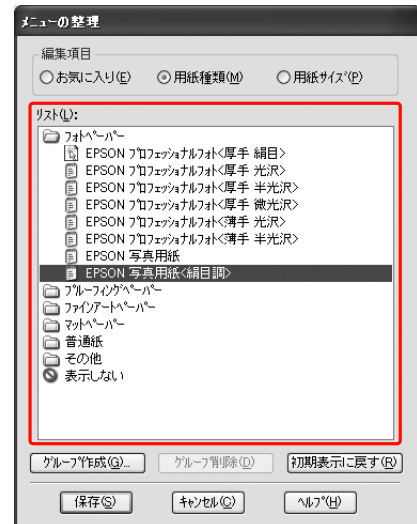 メニューの整理
編集項目
お気に入り(E) 用紙種類(M) 用紙サイズ(P)
リスト(L):
フォトペーパー
EPSON プロフェッショナルフォト<厚手 絹目>
EPSON プロフェッショナルフォト<厚手 光沢>
EPSON プロフェッショナルフォト<厚手 半光沢>
EPSON プロフェッショナルフォト<厚手 微光沢>
EPSON プロフェッショナルフォト<薄手 光沢>
EPSON プロフェッショナルフォト<薄手 半光沢>
EPSON 写真用紙
EPSON 写真用紙<絹目調>
プルーフィングペーパー
ファインアートペーパー
マットペーパー
普通紙
その他
表示しない
グループ作成(G)... グループ削除(D) 初期表示に戻す(R)
保存(S) キャンセル(C) ヘルプ(H)